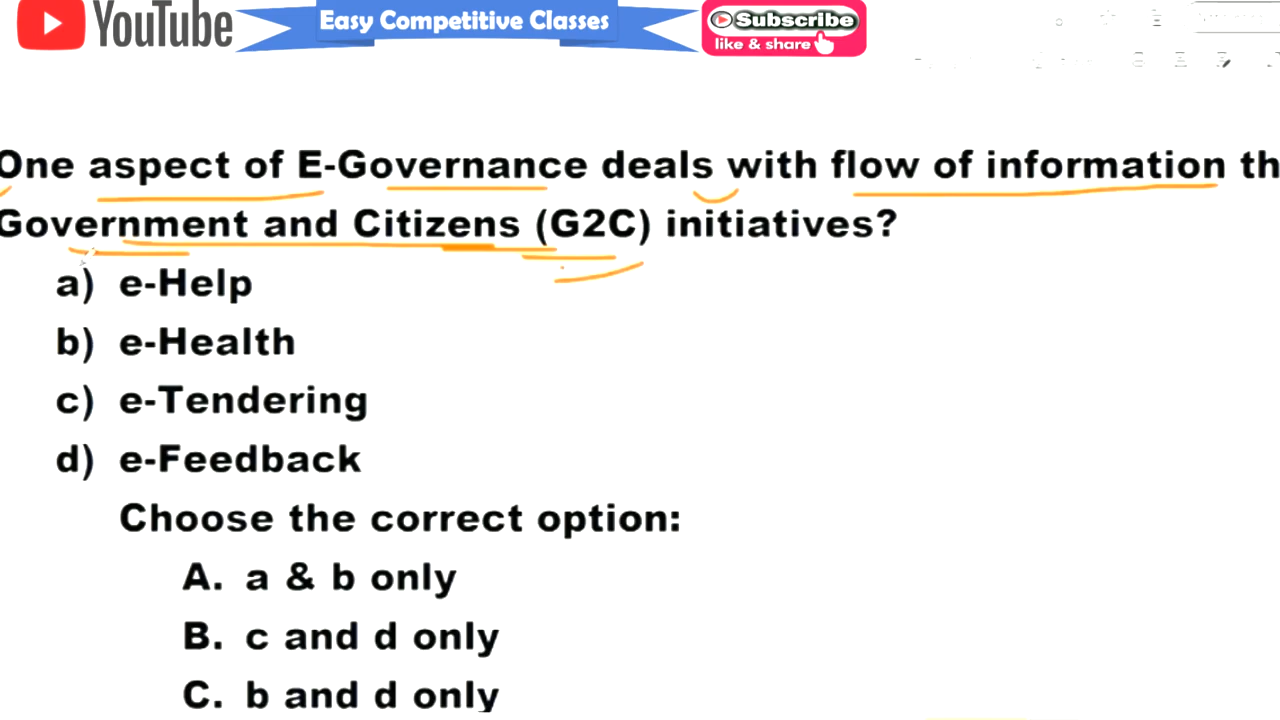 YouTube
Easy Competitive Classes
Subscribe
like & share
One aspect of E-Governance deals with flow of information th
Government and Citizens (G2C) initiatives?
a) e-Help
b) e-Health
c) e-Tendering
d) e-Feedback
Choose the correct option:
A. a & b only
B. c and d only
C. b and d only